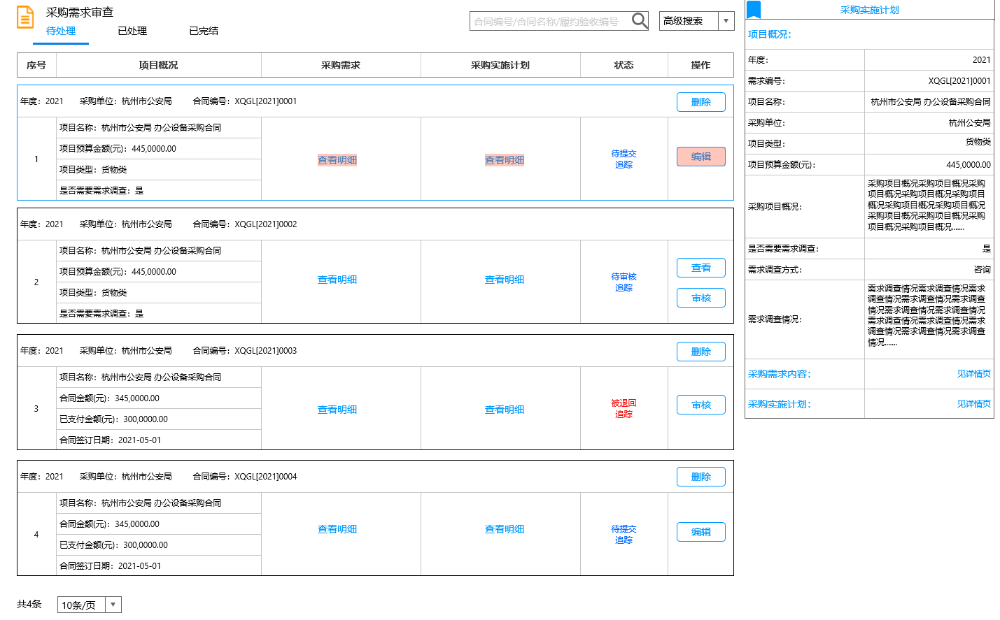 采购需求审查
待处理 已处理 已完结
合同编号/合同名称/履约验收编号
高级搜索
序号 项目概况 采购需求 采购实施计划 状态 操作
年度：2021 采购单位：杭州市公安局 合同编号：XQGL[2021]0001 删除
1
项目名称：杭州市公安局 办公设备采购合同
项目预算金额(元)：445,0000.00
项目类型：货物类
是否需要需求调查：是
查看明细 查看明细
待提交
追踪
编辑
年度：2021 采购单位：杭州市公安局 合同编号：XQGL[2021]0002
2
项目名称：杭州市公安局 办公设备采购合同
项目预算金额(元)：445,0000.00
项目类型：货物类
是否需要需求调查：是
查看明细 查看明细
待审核
追踪
查看
审核
年度：2021 采购单位：杭州市公安局 合同编号：XQGL[2021]0003 删除
3
项目名称：杭州市公安局 办公设备采购合同
合同金额(元)：345,0000.00
已支付金额(元)：300,0000.00
合同签订日期：2021-05-01
查看明细 查看明细
被退回
追踪
审核
年度：2021 采购单位：杭州市公安局 合同编号：XQGL[2021]0004 删除
4
项目名称：杭州市公安局 办公设备采购合同
合同金额(元)：345,0000.00
已支付金额(元)：300,0000.00
合同签订日期：2021-05-01
查看明细 查看明细
待提交
追踪
编辑
共4条 10条/页
采购实施计划
项目概况：
年度： 2021
需求编号： XQGL[2021]0001
项目名称： 杭州市公安局 办公设备采购合同
采购单位： 杭州公安局
项目类型： 货物类
项目预算金额(元)： 445,0000.00
采购项目概况：
采购项目概况采购项目概况采购
项目概况采购项目概况采购项目
概况采购项目概况采购项目概况
采购项目概况采购项目概况采购
项目概况采购项目概况.......
是否需要需求调查： 是
需求调查方式： 咨询
需求调查情况：
需求调查情况需求调查情况需求
调查情况需求调查情况需求调查
情况需求调查情况需求调查情况
需求调查情况需求调查情况需求
调查情况需求调查情况需求调查
情况.......
采购需求内容： 见详情页
采购实施计划： 见详情页